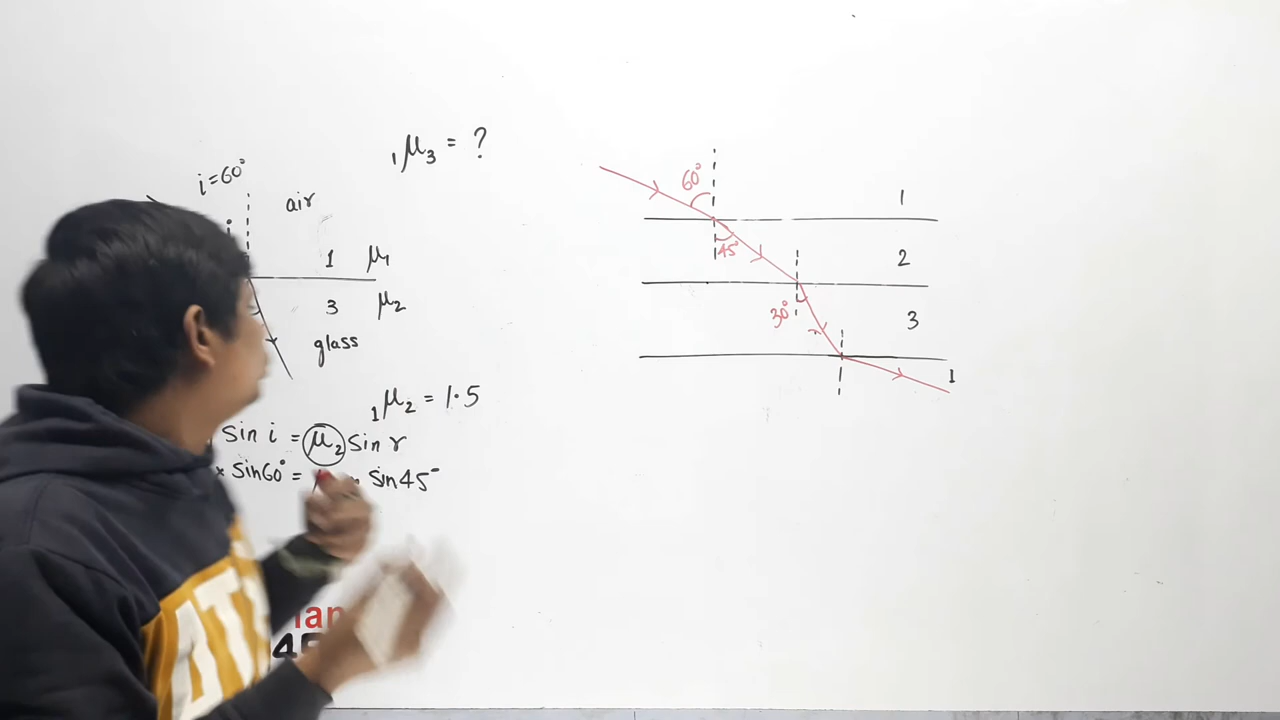 ₁μ₃ = ?
i=60°
i
air
1 μ₁
3 μ₂
glass
₁μ₂ = 1.5
Sin i = μ₂ Sin r
× Sin60° = Sin45°
60°
1
45°
2
30°
3
r
1